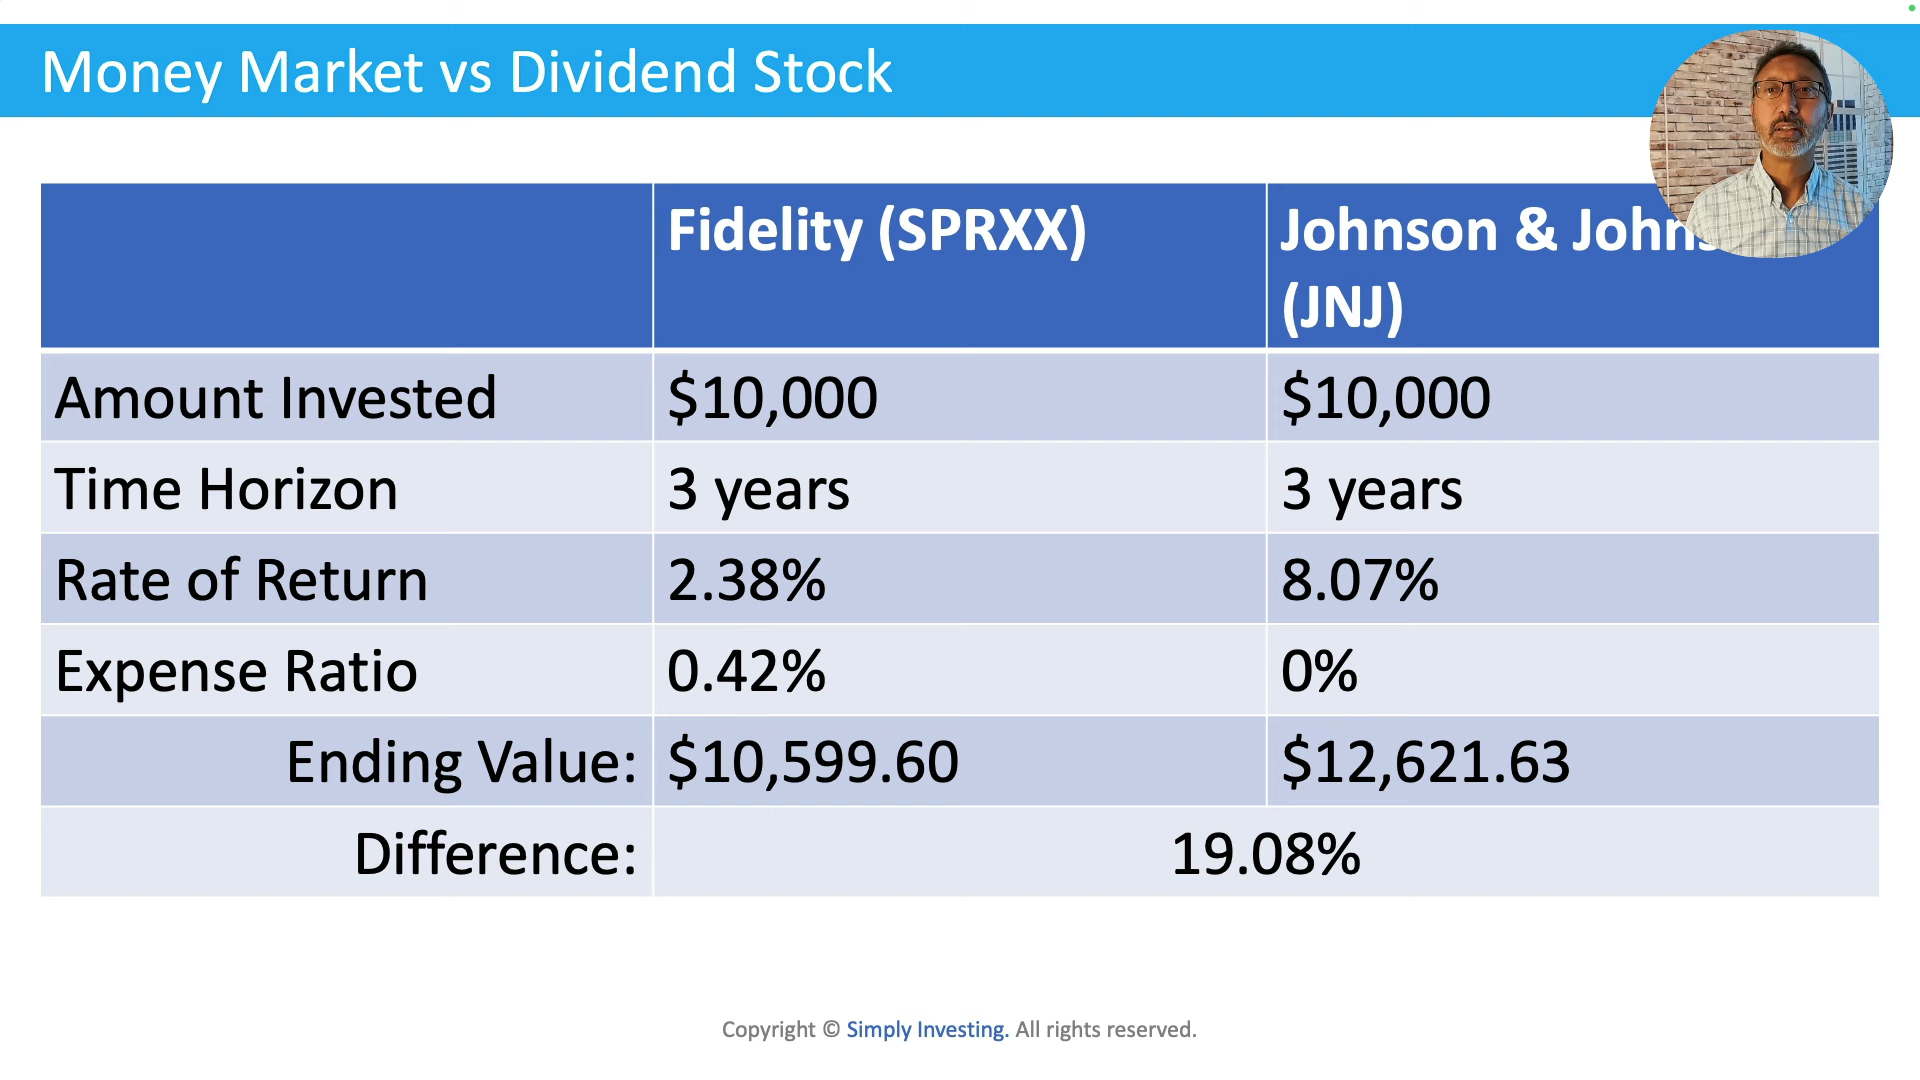 Money Market vs Dividend Stock
Fidelity (SPRXX)
Johnson &
(JNJ)
Amount Invested $10,000 $10,000
Time Horizon 3 years 3 years
Rate of Return 2.38% 8.07%
Expense Ratio 0.42% 0%
Ending Value: $10,599.60 $12,621.63
Difference: 19.08%
Copyright © Simply Investing. All rights reserved.